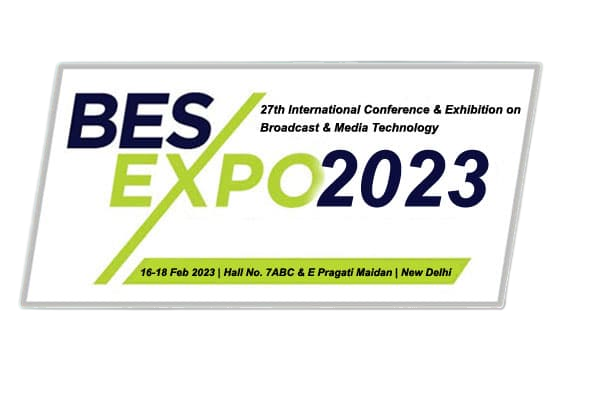 BES
27th International Conference & Exhibition on
Broadcast & Media Technology
EXPO2023
16-18 Feb 2023 | Hall No. 7ABC & E Pragati Maidan | New Delhi